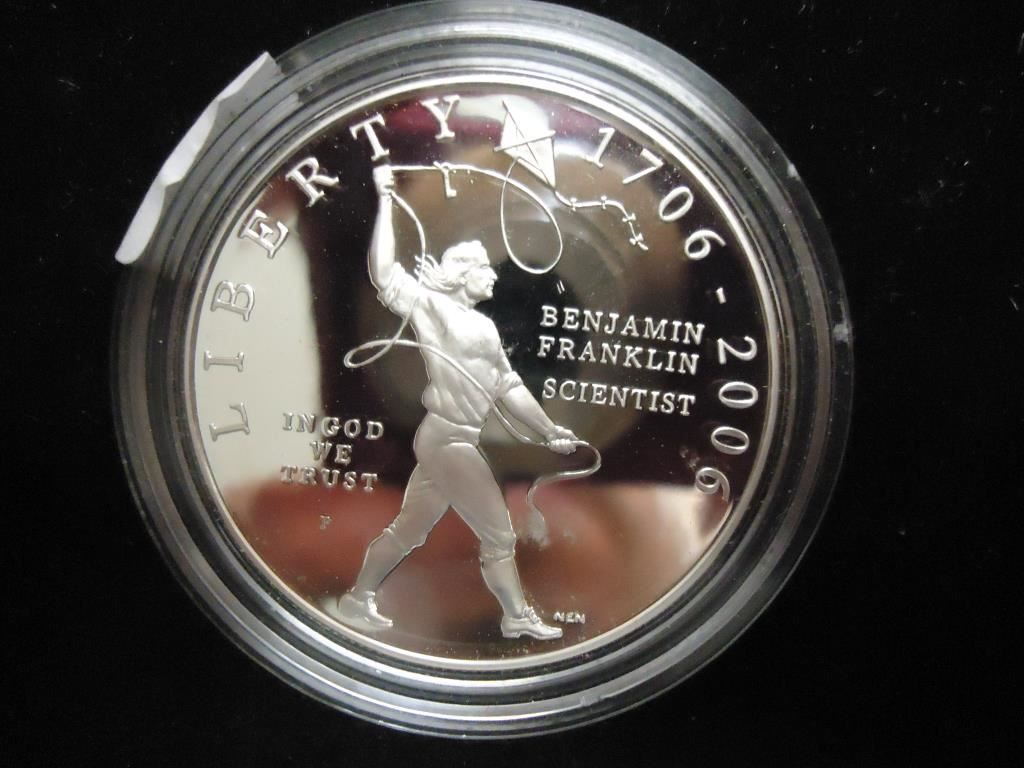 LIBERTY 1706-2006
BENJAMIN
FRANKLIN
SCIENTIST
IN GOD
WE
TRUST
P
NEN